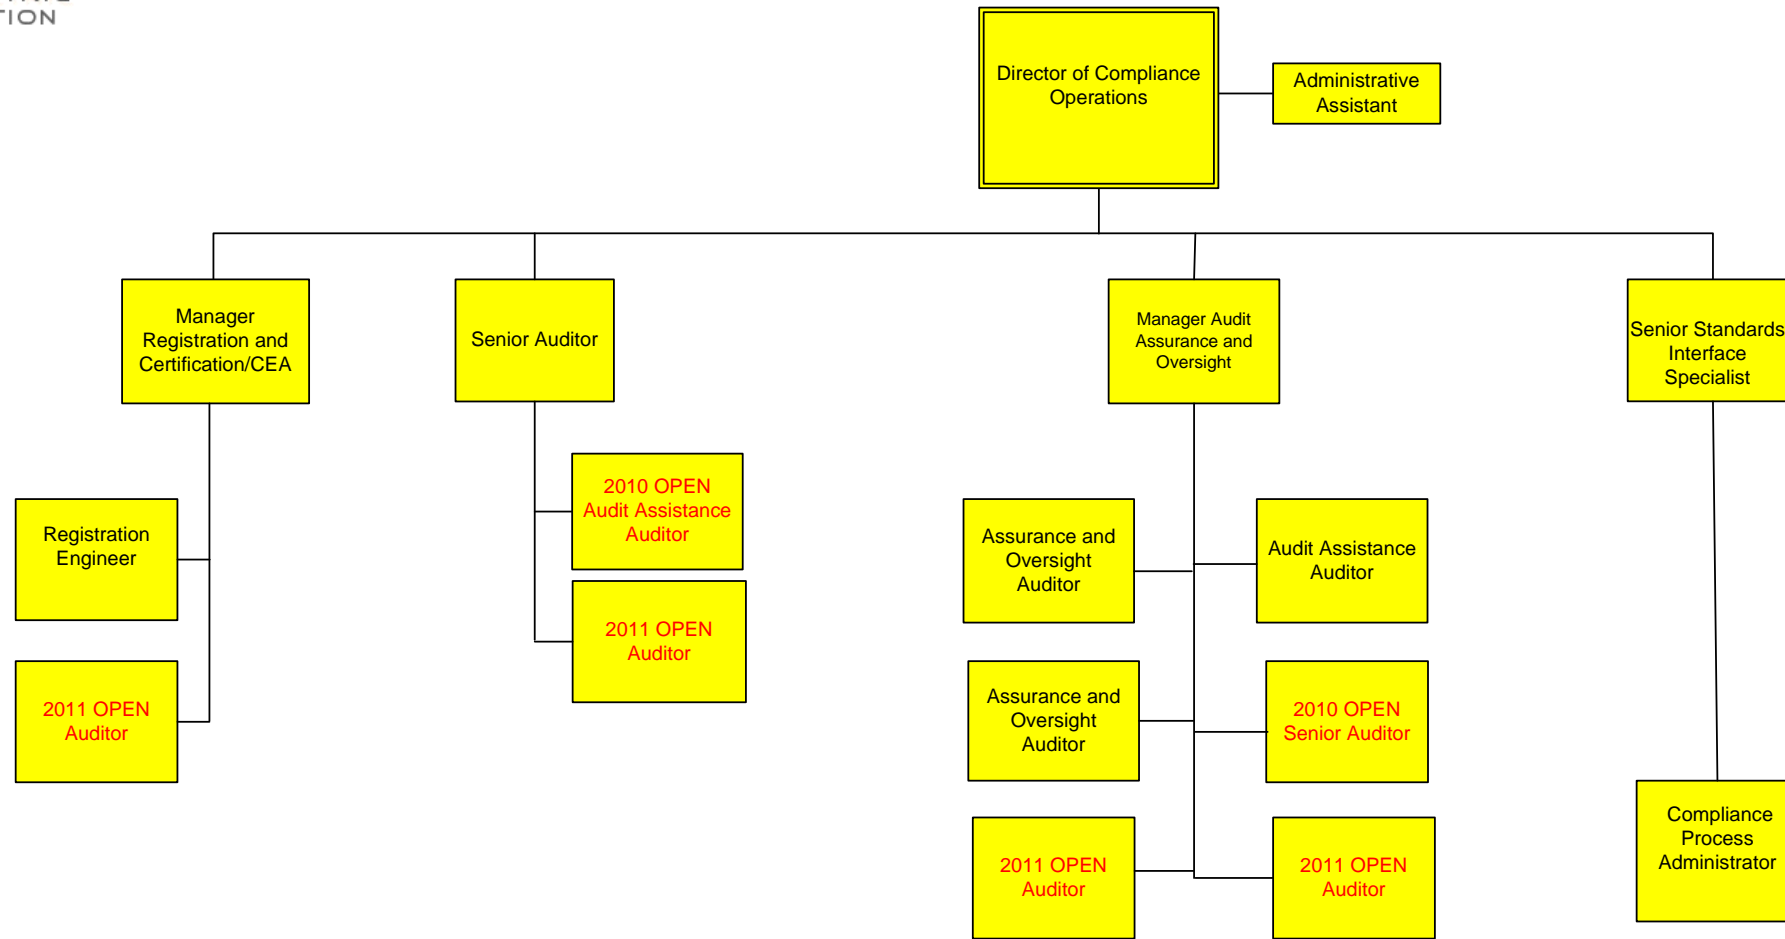 TION
Director of Compliance
Operations
Administrative
Assistant
Manager
Registration and
Certification/CEA
Senior Auditor
Manager Audit
Assurance and
Oversight
Senior Standards
Interface
Specialist
2010 OPEN
Audit Assistance
Auditor
2011 OPEN
Auditor
Registration
Engineer
2011 OPEN
Auditor
Assurance and
Oversight
Auditor
Audit Assistance
Auditor
Assurance and
Oversight
Auditor
2010 OPEN
Senior Auditor
2011 OPEN
Auditor
2011 OPEN
Auditor
Compliance
Process
Administrator